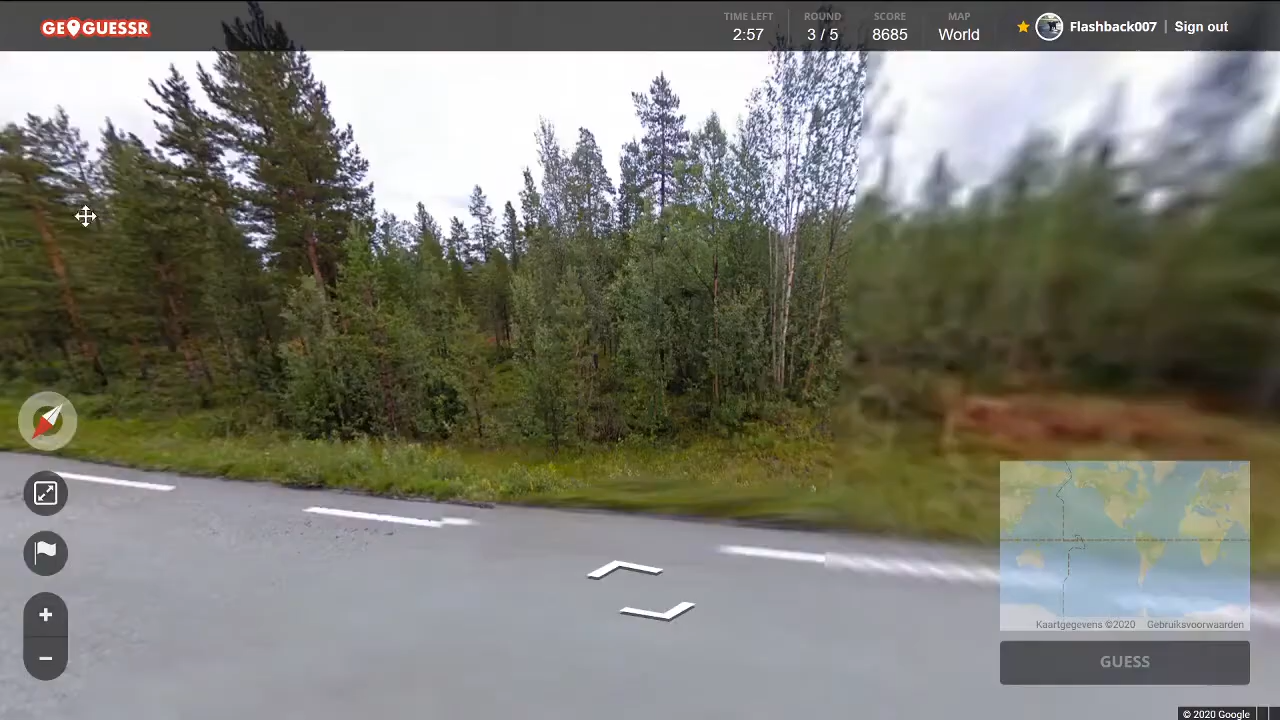 GEOGUESSR
TIME LEFT
2:57
ROUND
3 / 5
SCORE
8685
MAP
World
Flashback007 | Sign out
+
−
Kaartgegevens ©2020 Gebruiksvoorwaarden
GUESS
© 2020 Google